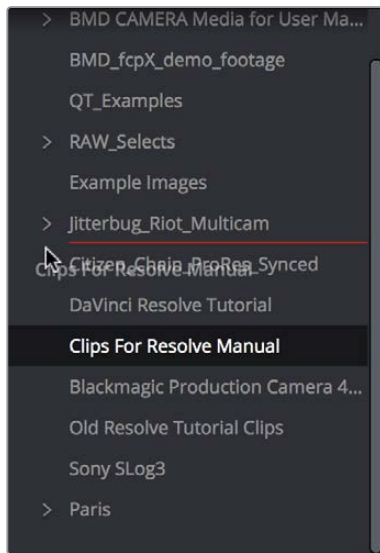 BMD CAMERA Media for User Ma...
BMD_fcpX_demo_footage
QT_Examples
RAW_Selects
Example Images
Jitterbug_Riot_Multicam
Citizen_Chain_ProRes_Synced
Clips For Resolve Manual
DaVinci Resolve Tutorial
Clips For Resolve Manual
Blackmagic Production Camera 4...
Old Resolve Tutorial Clips
Sony SLog3
Paris